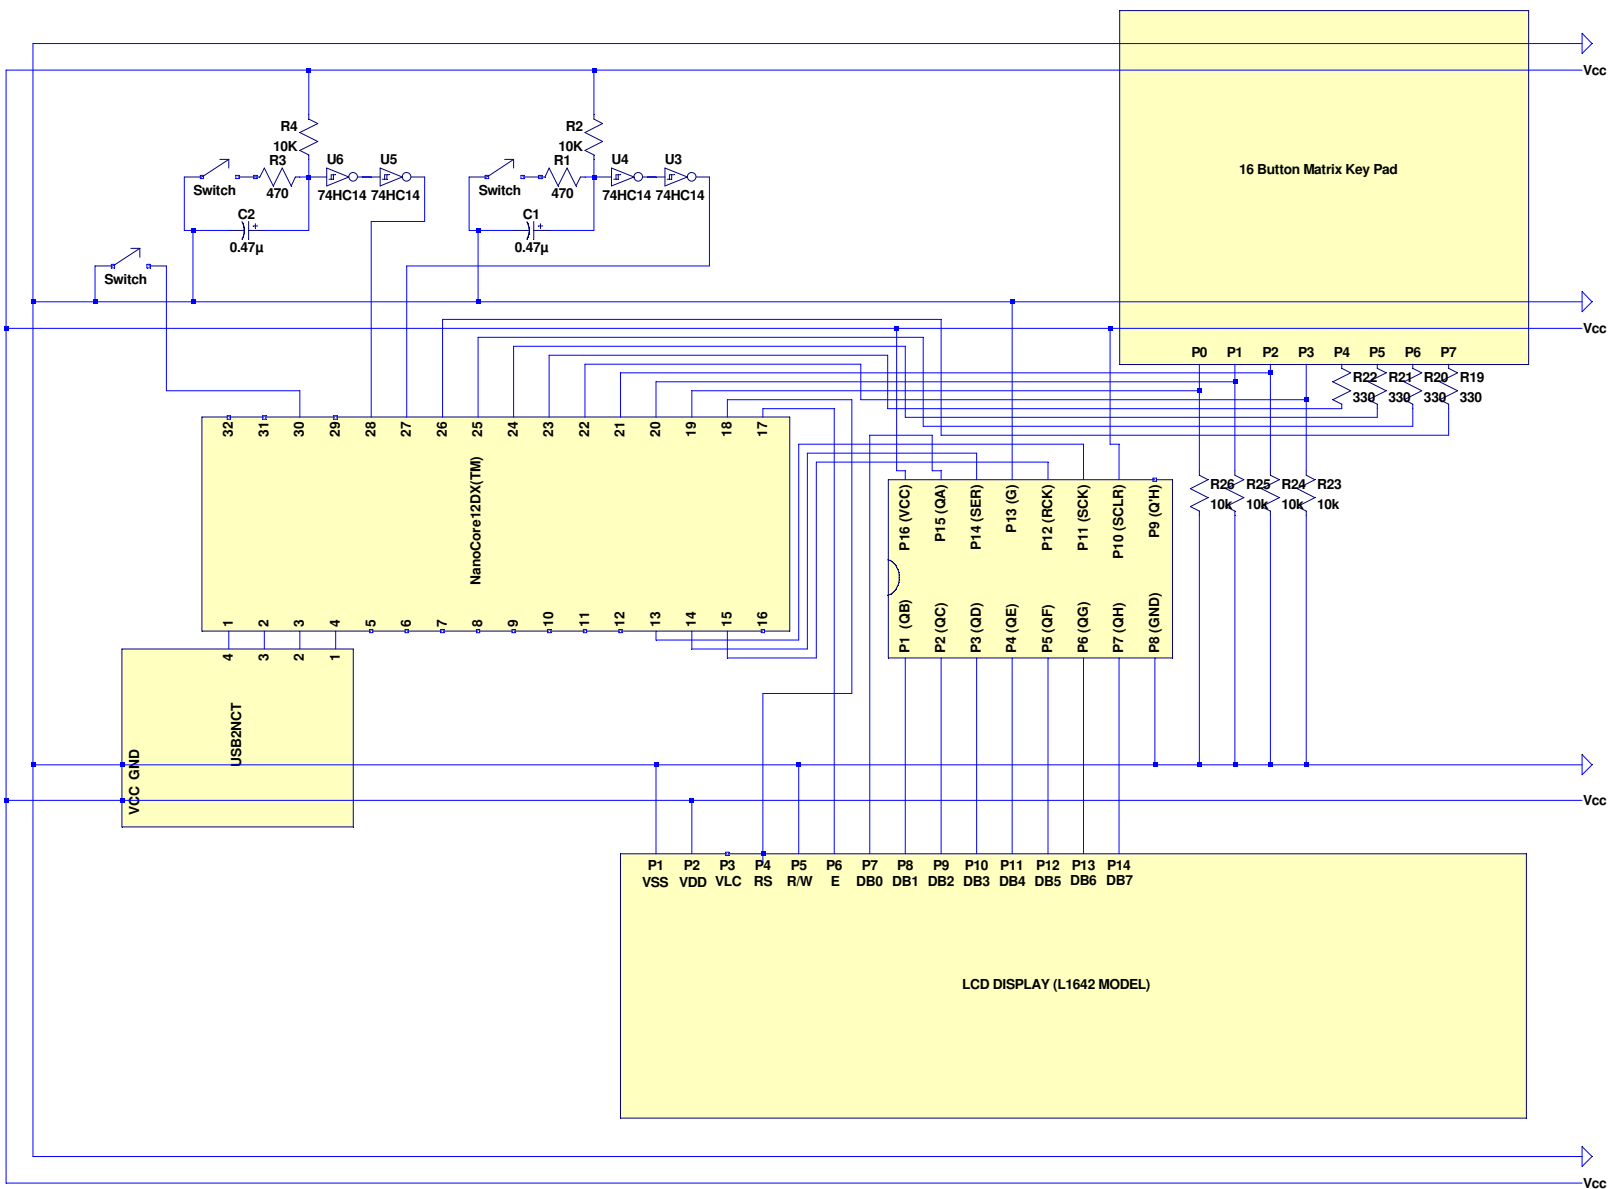 Vcc
R4
10K
R3
470
U6
74HC14
U5
74HC14
Switch
C2
0.47µ
R2
10K
R1
470
U4
74HC14
U3
74HC14
Switch
C1
0.47µ
Switch
16 Button Matrix Key Pad
Vcc
P0 P1 P2 P3 P4 P5 P6 P7
R22 R21 R20 R19
330 330 330 330
32 31 30 29 28 27 26 25 24 23 22 21 20 19 18 17
NanoCore12DX(TM)
1 2 3 4 5 6 7 8 9 10 11 12 13 14 15 16
P16 (VCC)
P15 (QA)
P14 (SER)
P13 (G)
P12 (RCK)
P11 (SCK)
P10 (SCLR)
P9 (Q'H)
P1 (QB)
P2 (QC)
P3 (QD)
P4 (QE)
P5 (QF)
P6 (QG)
P7 (QH)
P8 (GND)
R26 R25 R24 R23
10k 10k 10k 10k
4 3 2 1
USB2NCT
VCC GND
Vcc
P1 P2 P3 P4 P5 P6 P7 P8 P9 P10 P11 P12 P13 P14
VSS VDD VLC RS R/W E DB0 DB1 DB2 DB3 DB4 DB5 DB6 DB7
LCD DISPLAY (L1642 MODEL)
Vcc